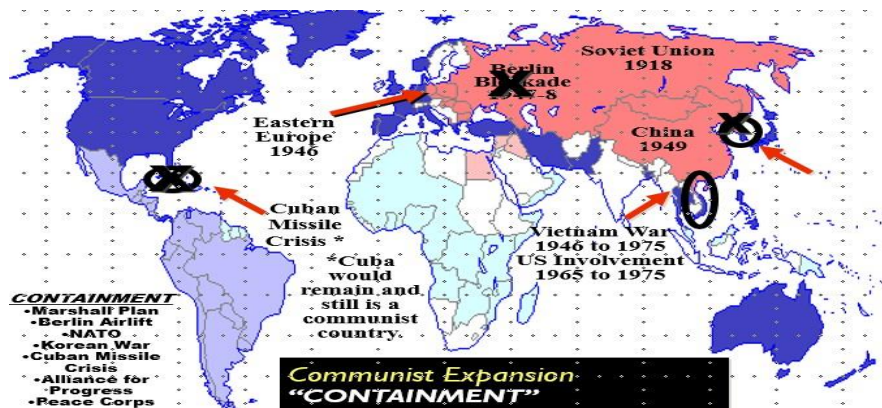 Soviet Union
1918
Berlin
Blockade
1947-8
Eastern
Europe
1946
China
1949
Cuban
Missile
Crisis *
*Cuba
would
remain and
still is a
communist
country.
Vietnam War
1946 to 1975
US Involvement
1965 to 1975
CONTAINMENT
•Marshall Plan
•Berlin Airlift
•NATO
•Korean War
•Cuban Missile
Crisis
•Alliance for
Progress
•Peace Corps
Communist Expansion
“CONTAINMENT”